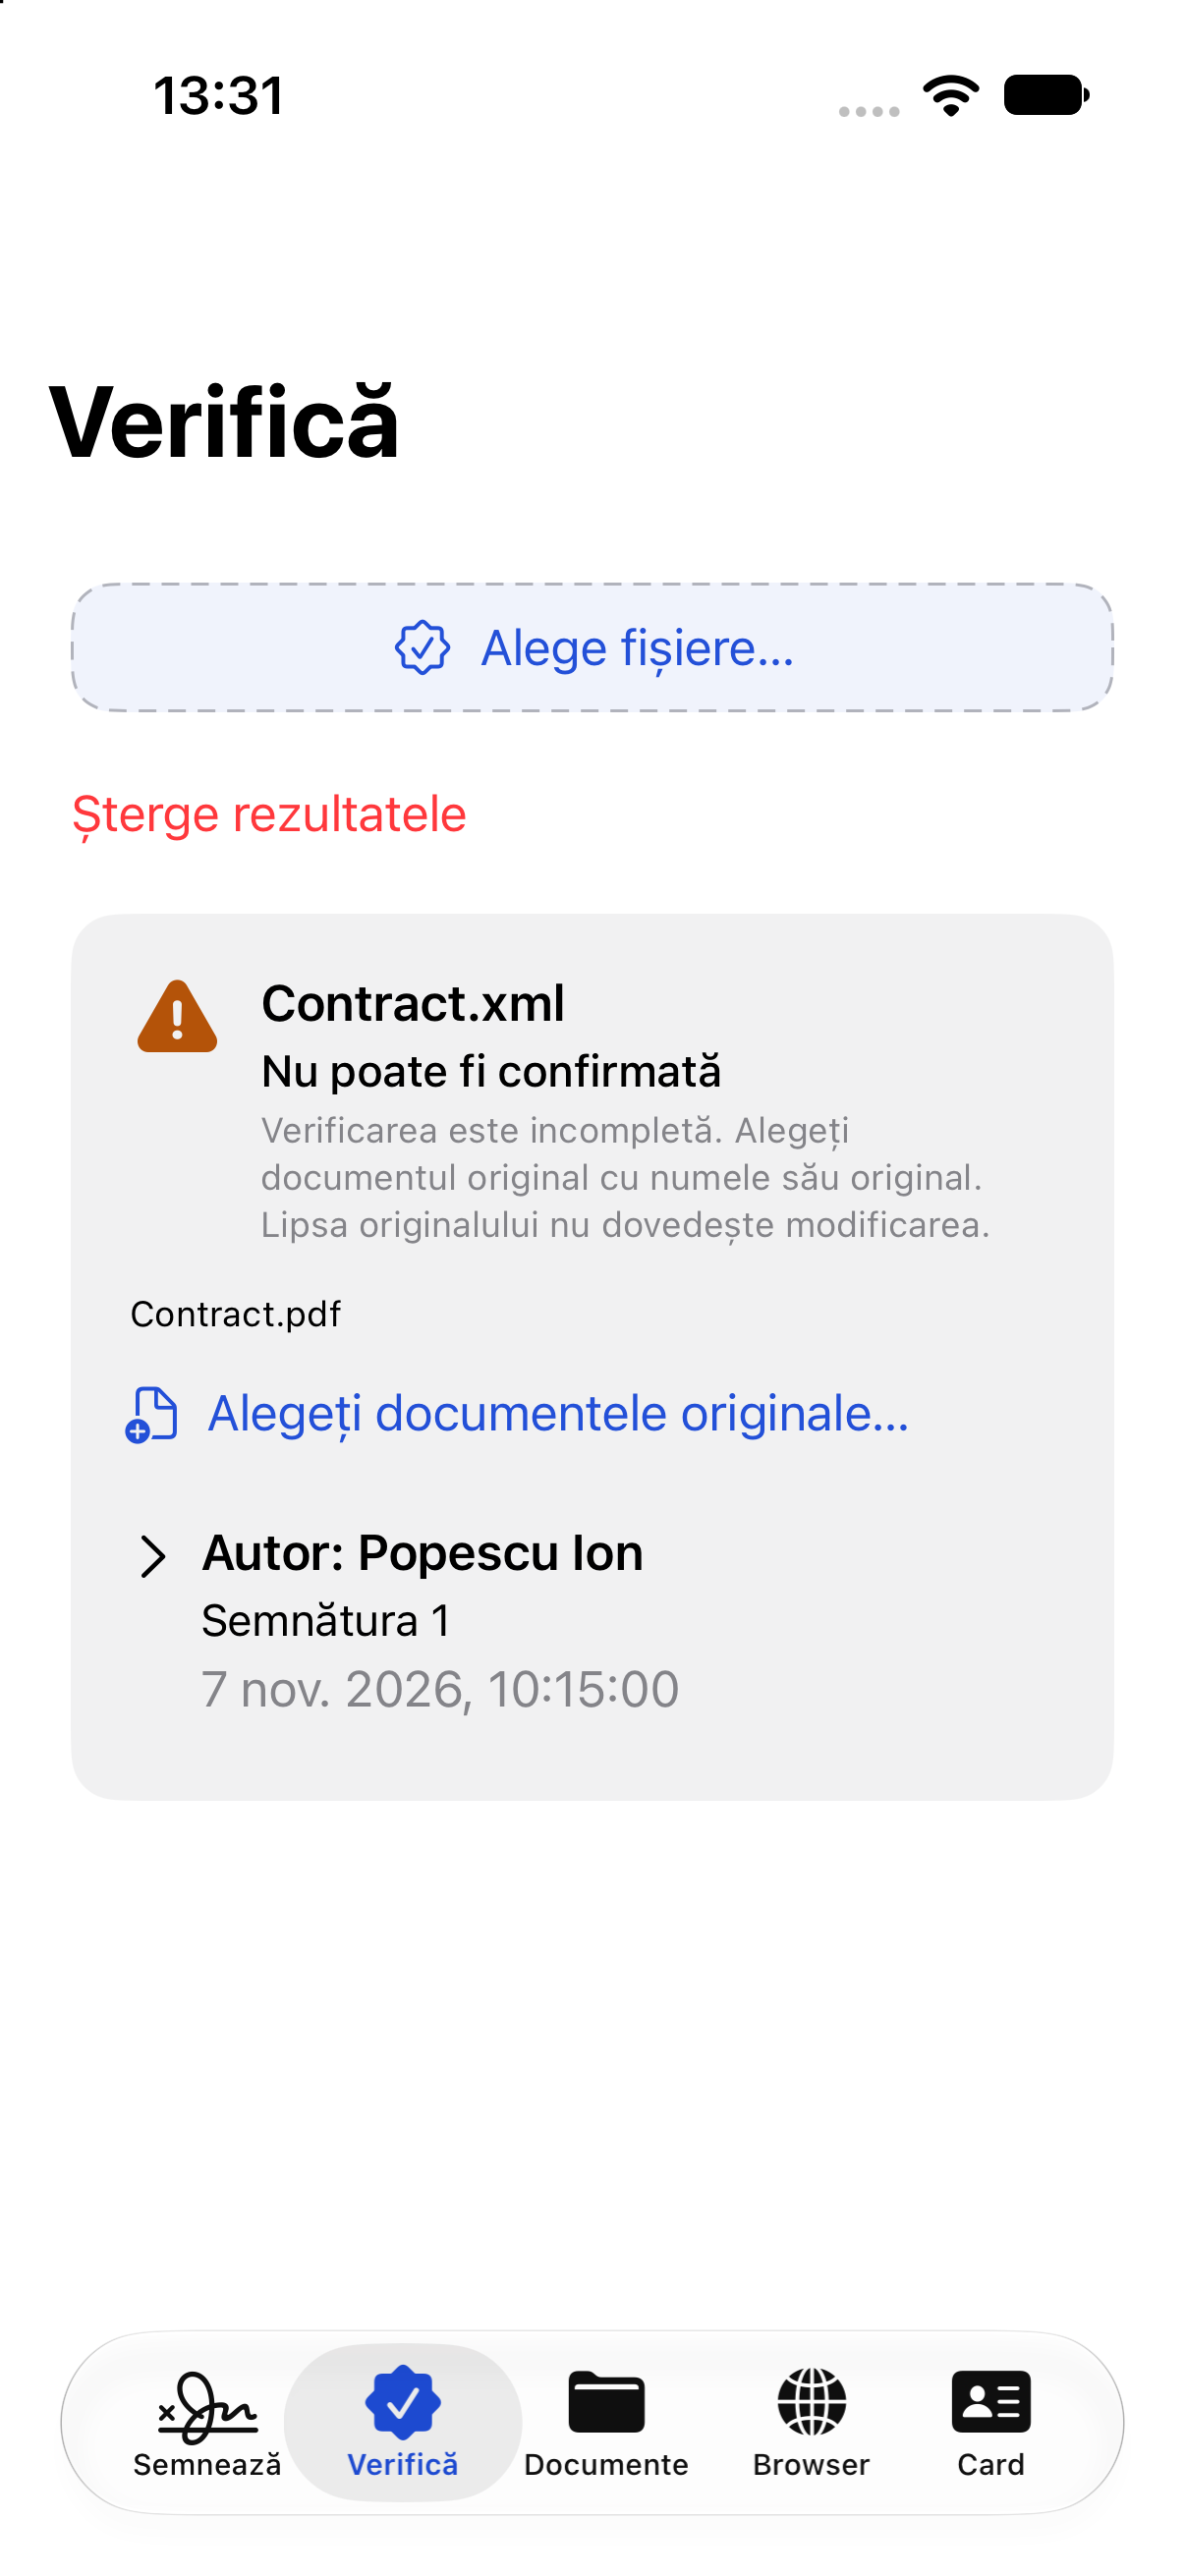 13:31
Verifică
Alege fișiere...
Șterge rezultatele
Contract.xml
Nu poate fi confirmată
Verificarea este incompletă. Alegeți
documentul original cu numele său original.
Lipsa originalului nu dovedește modificarea.
Contract.pdf
Alegeți documentele originale...
Autor: Popescu Ion
Semnătura 1
7 nov. 2026, 10:15:00
Semnează
Verifică
Documente
Browser
Card